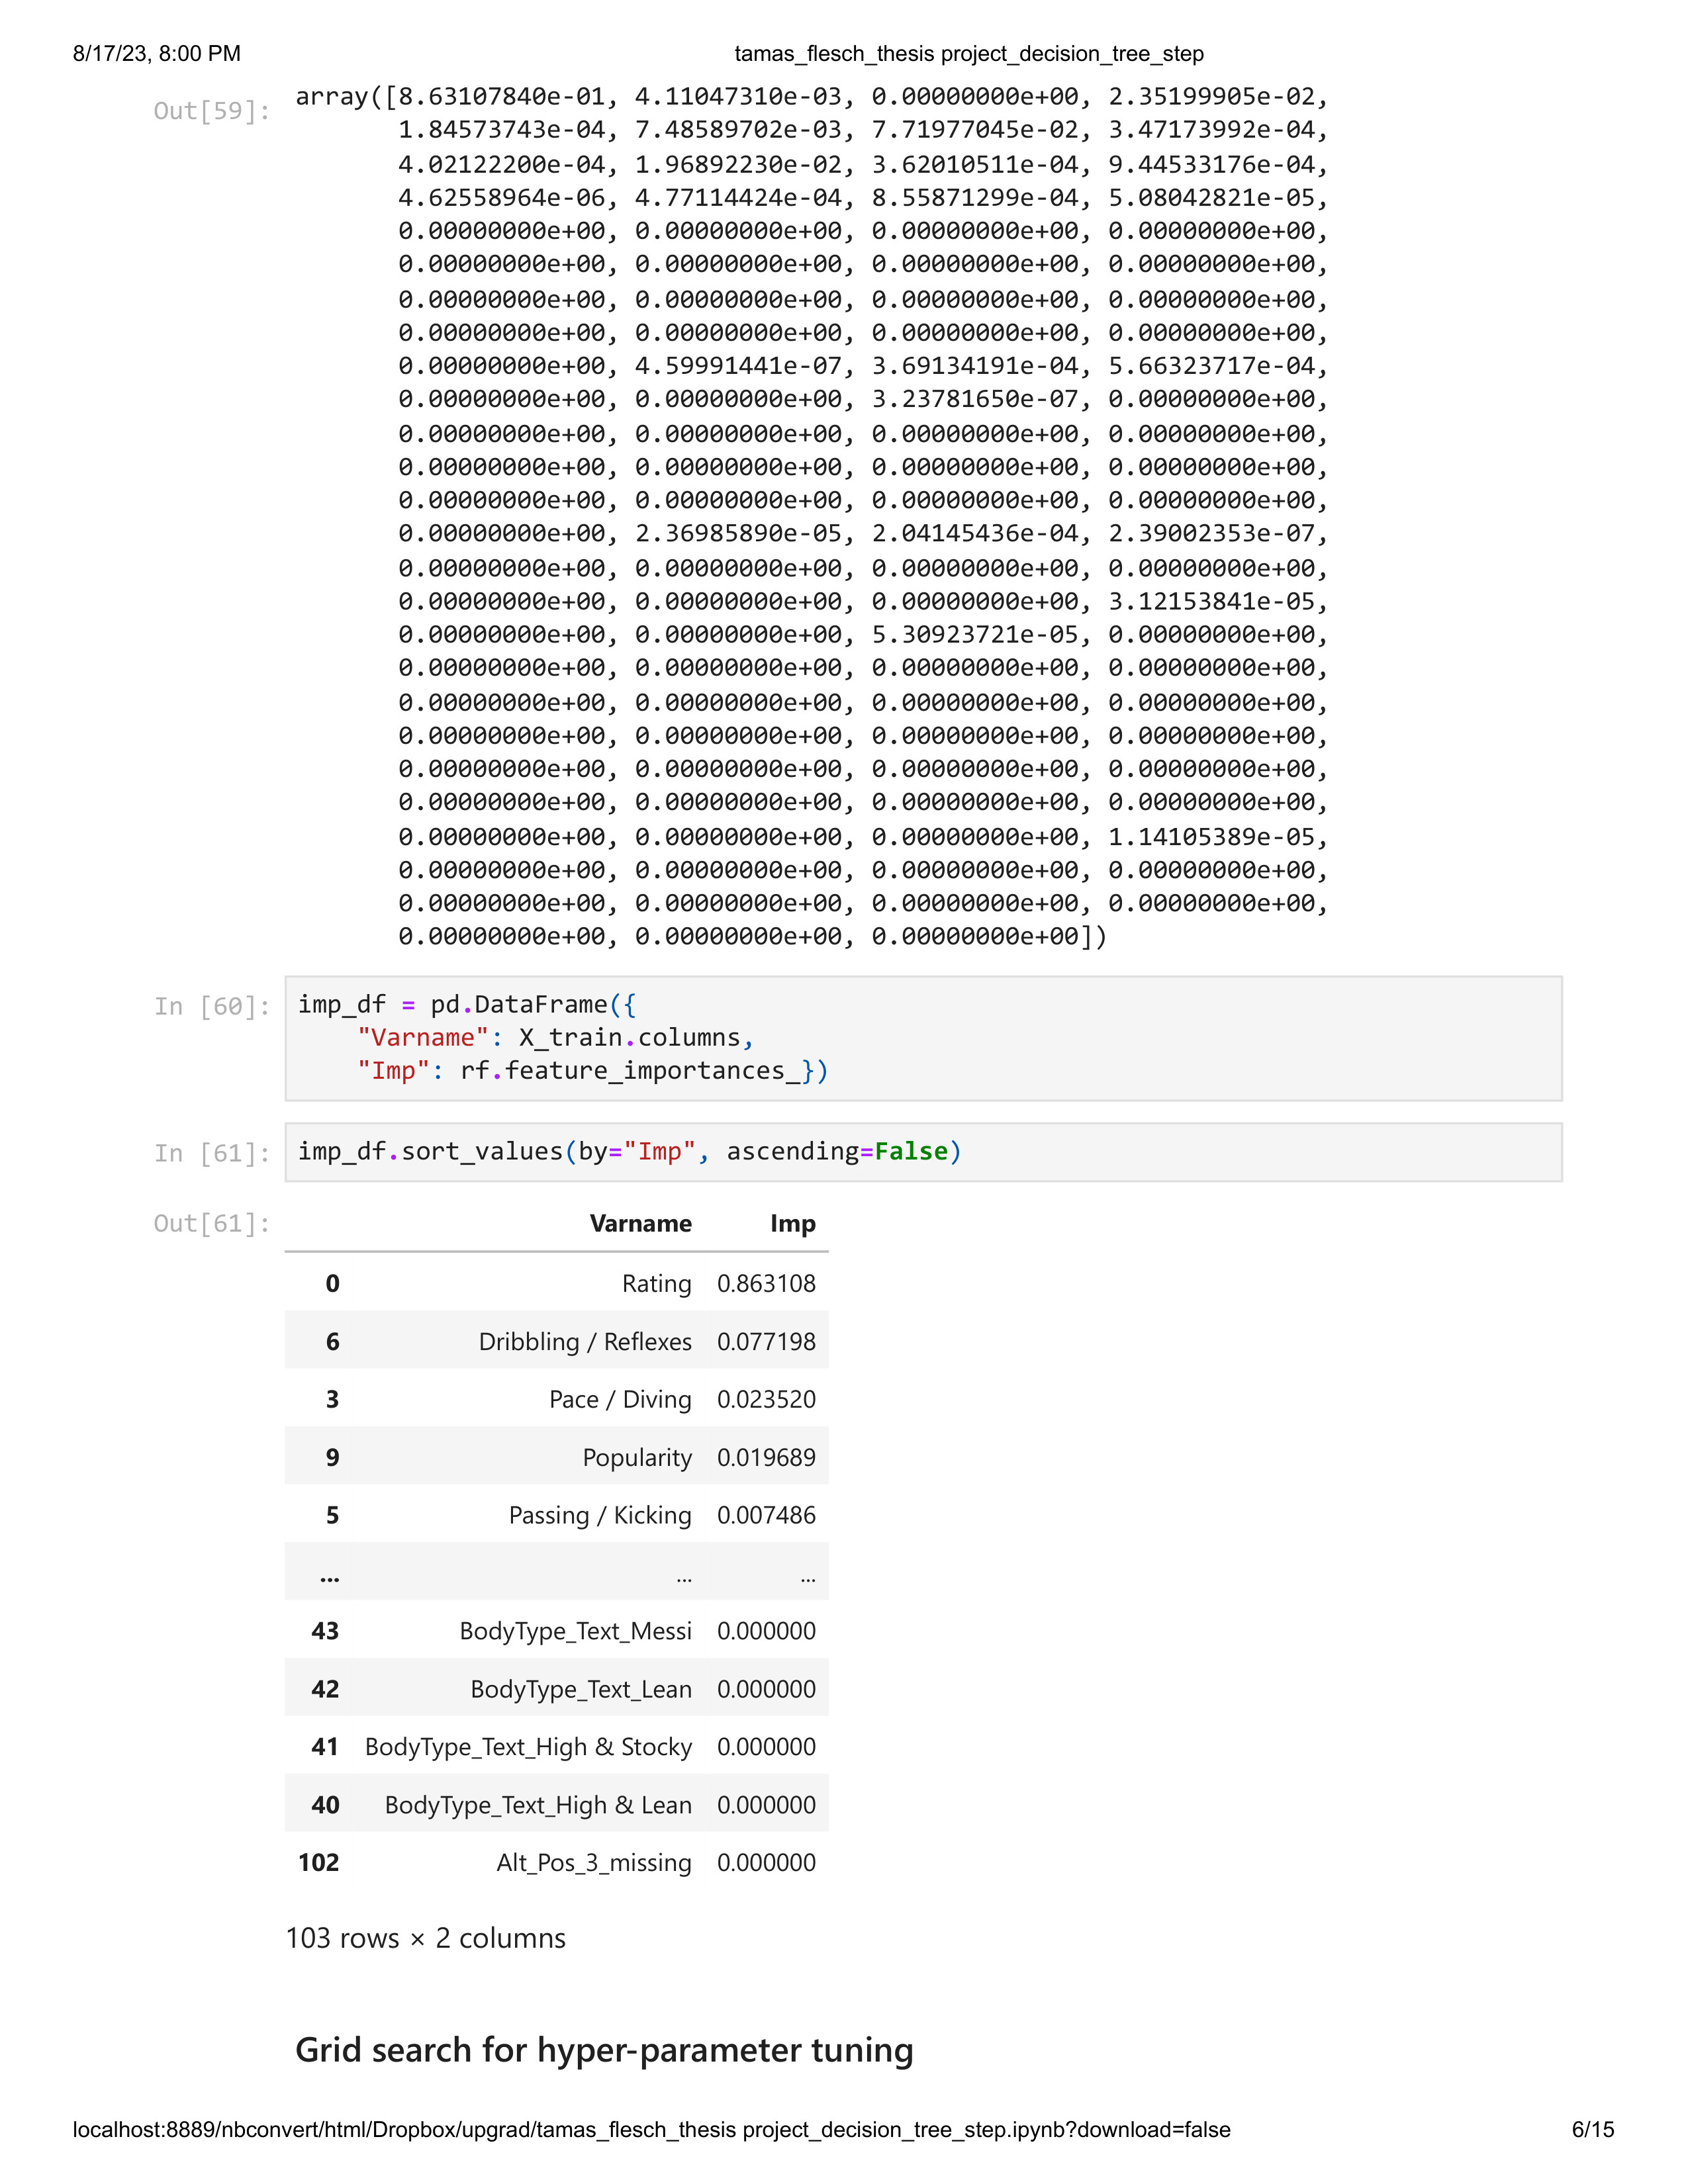 8/17/23, 8:00 PM tamas_flesch_thesis project_decision_tree_step
Out[59]: array([8.63107840e-01, 4.11047310e-03, 0.00000000e+00, 2.35199905e-02,
1.84573743e-04, 7.48589702e-03, 7.71977045e-02, 3.47173992e-04,
4.02122200e-04, 1.96892230e-02, 3.62010511e-04, 9.44533176e-04,
4.62558964e-06, 4.77114424e-04, 8.55871299e-04, 5.08042821e-05,
0.00000000e+00, 0.00000000e+00, 0.00000000e+00, 0.00000000e+00,
0.00000000e+00, 0.00000000e+00, 0.00000000e+00, 0.00000000e+00,
0.00000000e+00, 0.00000000e+00, 0.00000000e+00, 0.00000000e+00,
0.00000000e+00, 0.00000000e+00, 0.00000000e+00, 0.00000000e+00,
0.00000000e+00, 4.59991441e-07, 3.69134191e-04, 5.66323717e-04,
0.00000000e+00, 0.00000000e+00, 3.23781650e-07, 0.00000000e+00,
0.00000000e+00, 0.00000000e+00, 0.00000000e+00, 0.00000000e+00,
0.00000000e+00, 0.00000000e+00, 0.00000000e+00, 0.00000000e+00,
0.00000000e+00, 0.00000000e+00, 0.00000000e+00, 0.00000000e+00,
0.00000000e+00, 2.36985890e-05, 2.04145436e-04, 2.39002353e-07,
0.00000000e+00, 0.00000000e+00, 0.00000000e+00, 0.00000000e+00,
0.00000000e+00, 0.00000000e+00, 0.00000000e+00, 3.12153841e-05,
0.00000000e+00, 0.00000000e+00, 5.30923721e-05, 0.00000000e+00,
0.00000000e+00, 0.00000000e+00, 0.00000000e+00, 0.00000000e+00,
0.00000000e+00, 0.00000000e+00, 0.00000000e+00, 0.00000000e+00,
0.00000000e+00, 0.00000000e+00, 0.00000000e+00, 0.00000000e+00,
0.00000000e+00, 0.00000000e+00, 0.00000000e+00, 0.00000000e+00,
0.00000000e+00, 0.00000000e+00, 0.00000000e+00, 0.00000000e+00,
0.00000000e+00, 0.00000000e+00, 0.00000000e+00, 1.14105389e-05,
0.00000000e+00, 0.00000000e+00, 0.00000000e+00, 0.00000000e+00,
0.00000000e+00, 0.00000000e+00, 0.00000000e+00, 0.00000000e+00,
0.00000000e+00, 0.00000000e+00, 0.00000000e+00])
In [60]: imp_df = pd.DataFrame({
"Varname": X_train.columns,
"Imp": rf.feature_importances_})
In [61]: imp_df.sort_values(by="Imp", ascending=False)
Out[61]: Varname Imp
0 Rating 0.863108
6 Dribbling / Reflexes 0.077198
3 Pace / Diving 0.023520
9 Popularity 0.019689
5 Passing / Kicking 0.007486
... ... ...
43 BodyType_Text_Messi 0.000000
42 BodyType_Text_Lean 0.000000
41 BodyType_Text_High & Stocky 0.000000
40 BodyType_Text_High & Lean 0.000000
102 Alt_Pos_3_missing 0.000000
103 rows × 2 columns
Grid search for hyper-parameter tuning
localhost:8889/nbconvert/html/Dropbox/upgrad/tamas_flesch_thesis project_decision_tree_step.ipynb?download=false 6/15